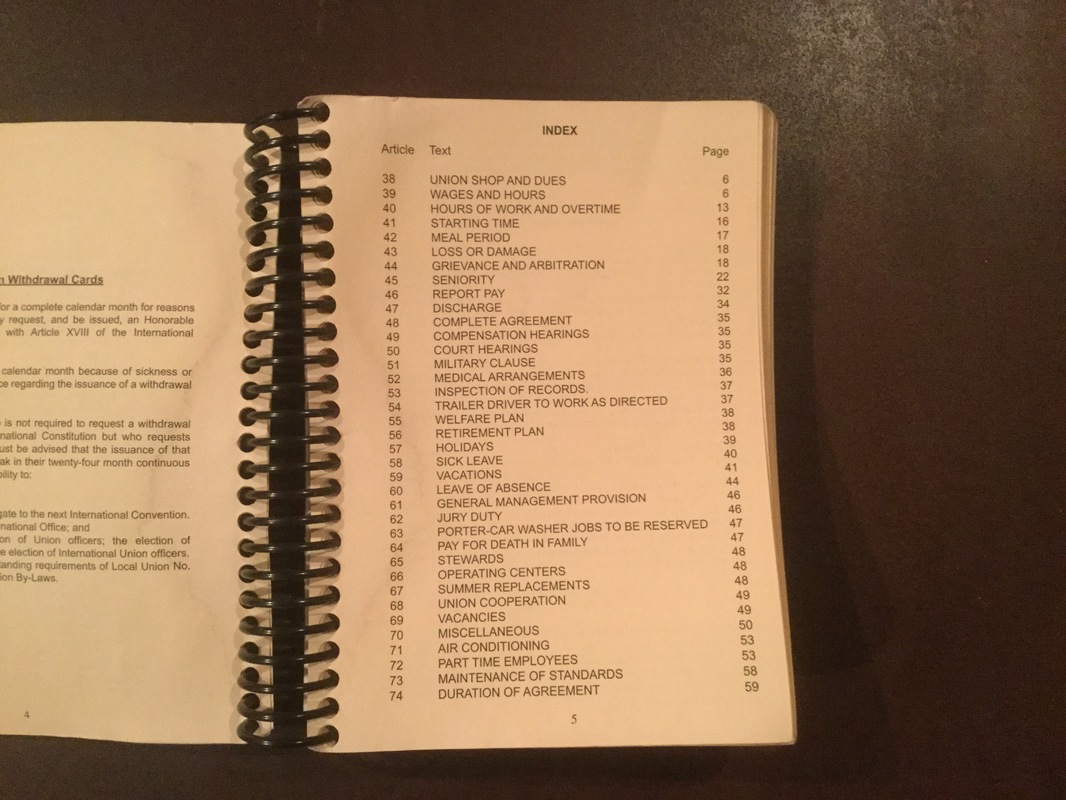 n Withdrawal Cards
for a complete calendar month for reasons
y request, and be issued, an Honorable
with Article XVIII of the International
calendar month because of sickness or
ce regarding the issuance of a withdrawal
is not required to request a withdrawal
national Constitution but who requests
ust be advised that the issuance of that
ak in their twenty-four month continuous
bility to:
gate to the next International Convention.
national Office; and
on of Union officers; the election of
e election of International Union officers.
tanding requirements of Local Union No.
ion By-Laws.
4
INDEX
Article Text Page
38 UNION SHOP AND DUES 6
39 WAGES AND HOURS 6
40 HOURS OF WORK AND OVERTIME 13
41 STARTING TIME 16
42 MEAL PERIOD 17
43 LOSS OR DAMAGE 18
44 GRIEVANCE AND ARBITRATION 18
45 SENIORITY 22
46 REPORT PAY 32
47 DISCHARGE 34
48 COMPLETE AGREEMENT 35
49 COMPENSATION HEARINGS 35
50 COURT HEARINGS 35
51 MILITARY CLAUSE 35
52 MEDICAL ARRANGEMENTS 36
53 INSPECTION OF RECORDS. 37
54 TRAILER DRIVER TO WORK AS DIRECTED 37
55 WELFARE PLAN 38
56 RETIREMENT PLAN 38
57 HOLIDAYS 39
58 SICK LEAVE 40
59 VACATIONS 41
60 LEAVE OF ABSENCE 44
61 GENERAL MANAGEMENT PROVISION 46
62 JURY DUTY 46
63 PORTER-CAR WASHER JOBS TO BE RESERVED 47
64 PAY FOR DEATH IN FAMILY 47
65 STEWARDS 48
66 OPERATING CENTERS 48
67 SUMMER REPLACEMENTS 48
68 UNION COOPERATION 49
69 VACANCIES 49
70 MISCELLANEOUS 50
71 AIR CONDITIONING 53
72 PART TIME EMPLOYEES 53
73 MAINTENANCE OF STANDARDS 58
74 DURATION OF AGREEMENT 59
5